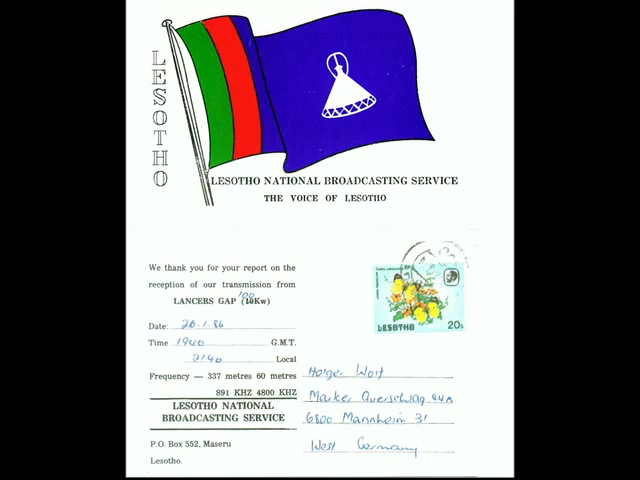 LESOTHO
LESOTHO NATIONAL BROADCASTING SERVICE
THE VOICE OF LESOTHO
We thank you for your report on the
reception of our transmission from
LANCERS GAP (10Kw)
100
Date: 20.1.86
Time 1940 G.M.T.
2140 Local
Frequency — 337 metres 60 metres
891 KHZ 4800 KHZ
LESOTHO NATIONAL
BROADCASTING SERVICE
P.O. Box 552, Maseru
Lesotho.
LESOTHO 20s
Holger
Marker 44A
6800 Mannheim 31
West Germany